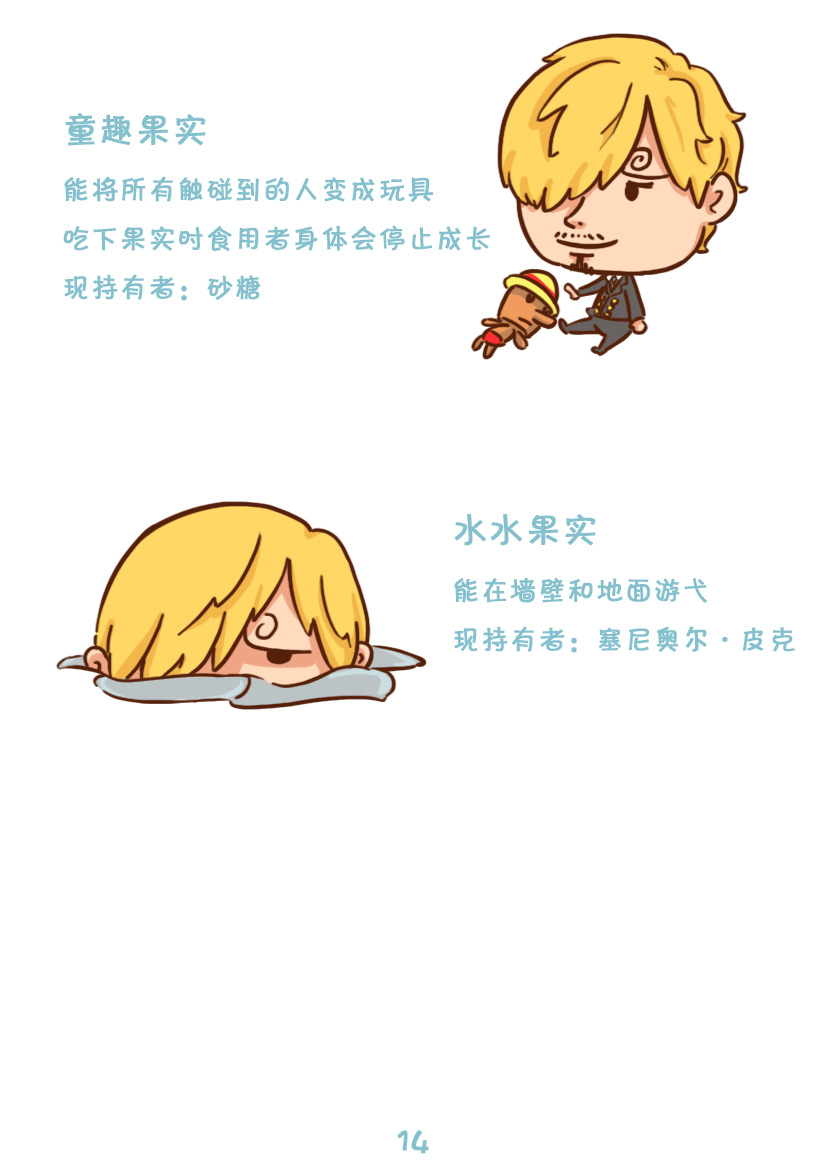 童趣果实
能将所有触碰到的人变成玩具
吃下果实时食用者身体会停止成长
现持有者：砂糖
水水果实
能在墙壁和地面游弋
现持有者：塞尼奥尔·皮克
14